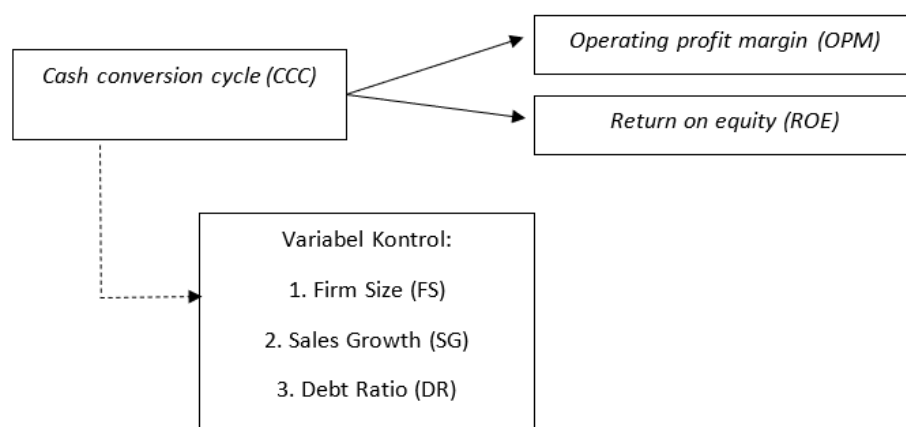 Operating profit margin (OPM)
Cash conversion cycle (CCC)
Return on equity (ROE)
Variabel Kontrol:
1. Firm Size (FS)
2. Sales Growth (SG)
3. Debt Ratio (DR)